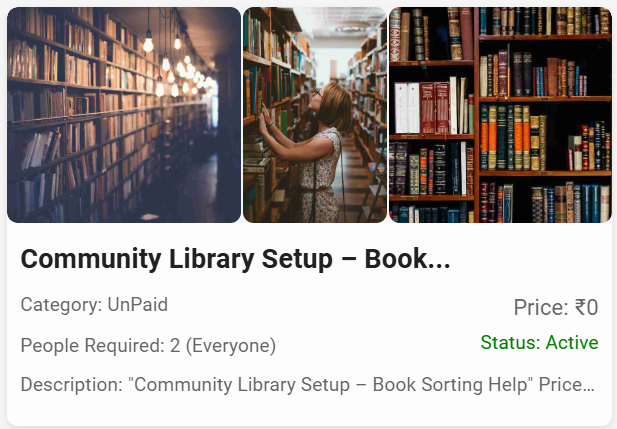 Community Library Setup – Book...
Category: UnPaid
Price: ₹0
People Required: 2 (Everyone)
Status: Active
Description: "Community Library Setup – Book Sorting Help" Price...